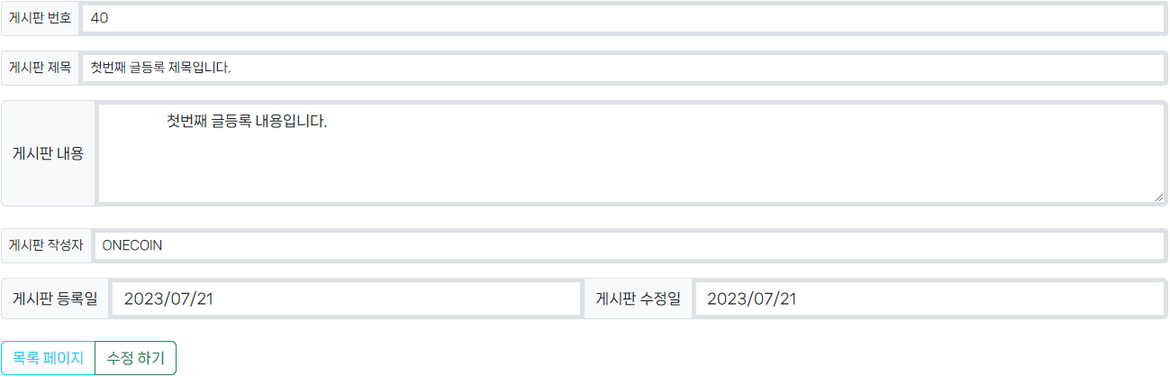 게시판 번호 40
게시판 제목 첫번째 글등록 제목입니다.
첫번째 글등록 내용입니다.
게시판 내용
게시판 작성자 ONECOIN
게시판 등록일 2023/07/21 게시판 수정일 2023/07/21
목록 페이지 수정 하기